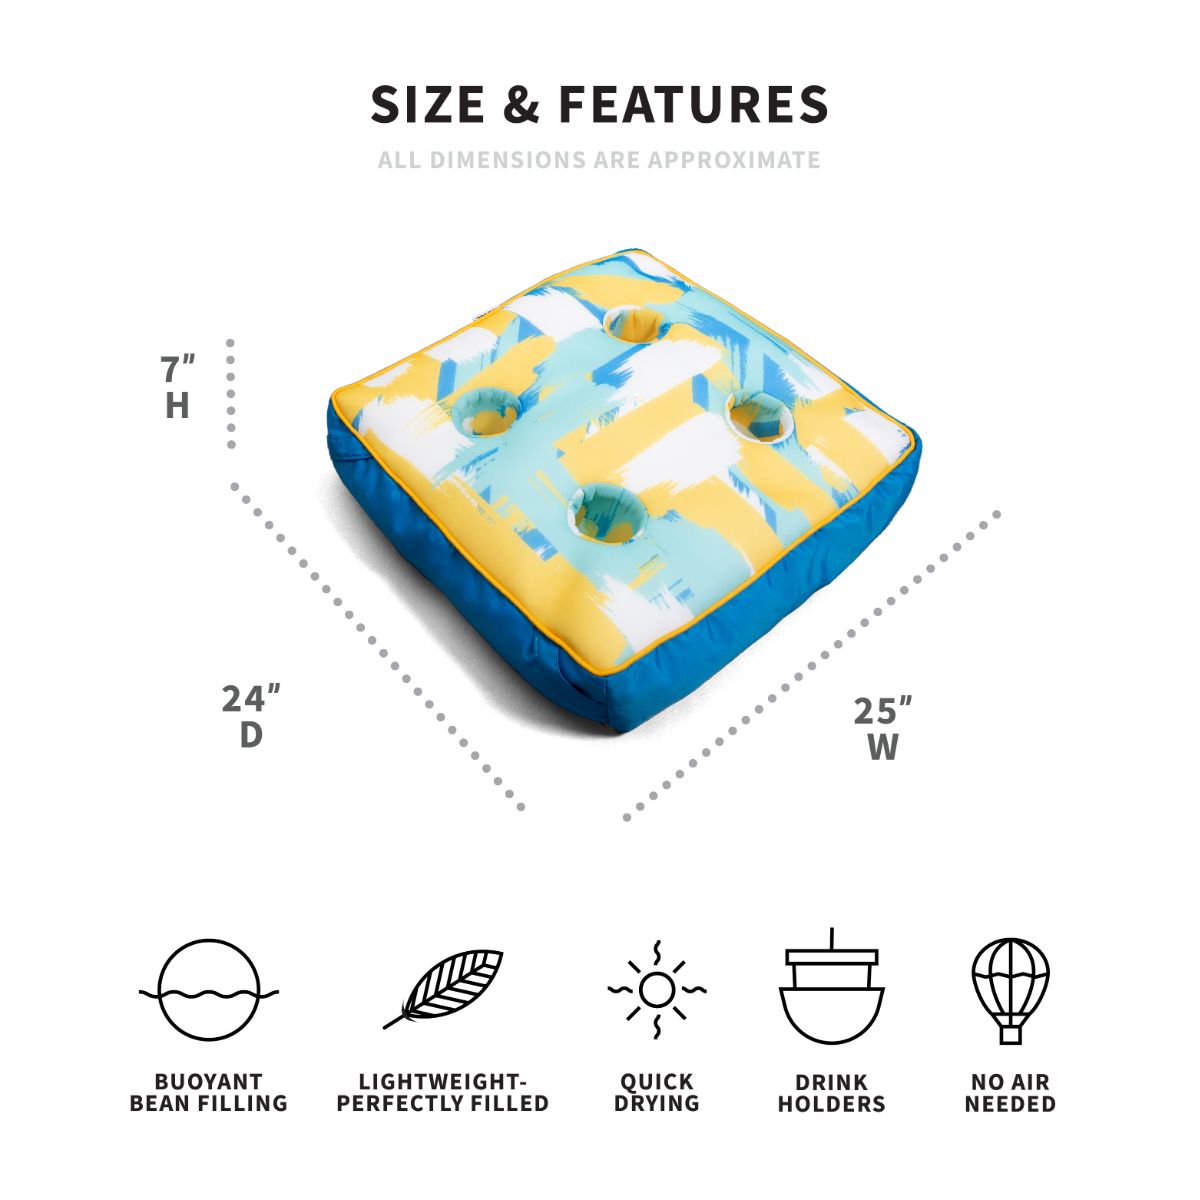 SIZE & FEATURES
ALL DIMENSIONS ARE APPROXIMATE
7"
H
24"
D
25"
W
BUOYANT
BEAN FILLING
LIGHTWEIGHT-
PERFECTLY FILLED
QUICK
DRYING
DRINK
HOLDERS
NO AIR
NEEDED